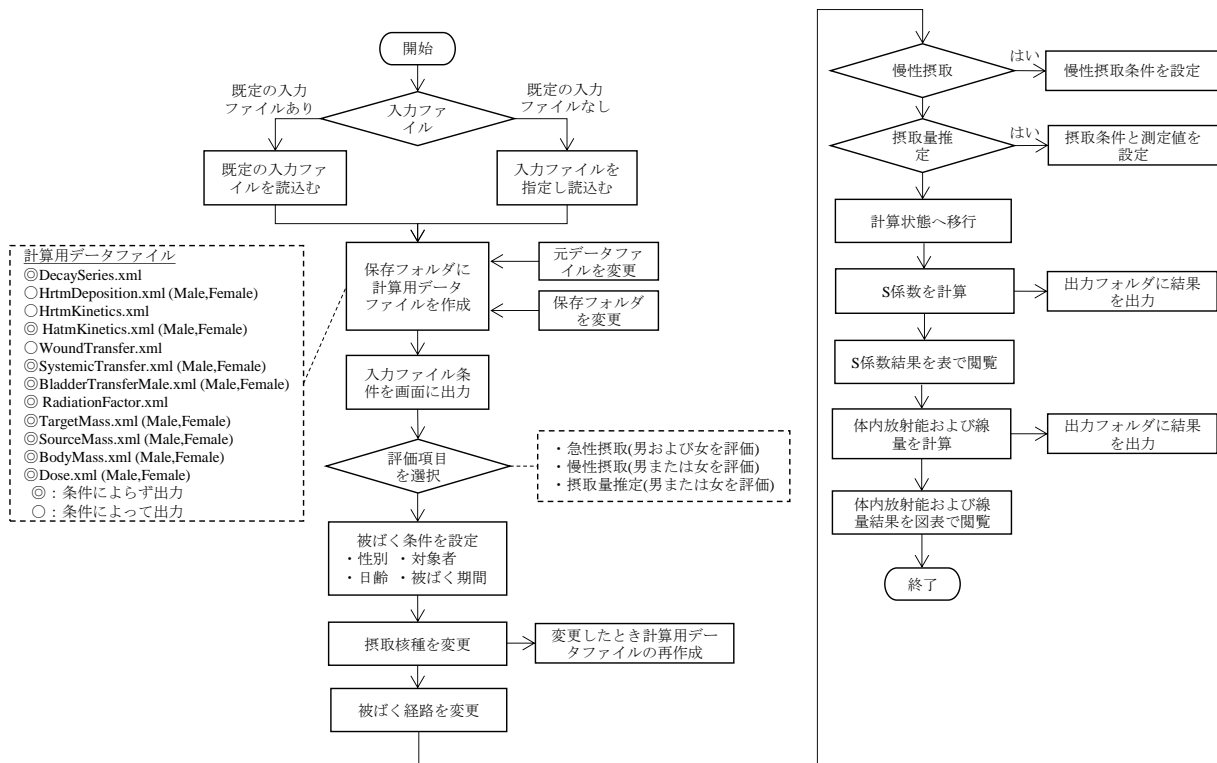 開始
既定の入力
ファイルあり
既定の入力
ファイルなし
入力ファ
イル
既定の入力ファ
イルを読込む
入力ファイルを
指定し読込む
計算用データファイル
◎DecaySeries.xml
○HrtmDeposition.xml (Male,Female)
○HrtmKinetics.xml
◎ HatmKinetics.xml (Male,Female)
○WoundTransfer.xml
◎SystemicTransfer.xml (Male,Female)
◎BladderTransferMale.xml (Male,Female)
◎ RadiationFactor.xml
◎TargetMass.xml (Male,Female)
◎SourceMass.xml (Male,Female)
◎BodyMass.xml (Male,Female)
◎Dose.xml (Male,Female)
◎：条件によらず出力
○：条件によって出力
保存フォルダに
計算用データ
ファイルを作成
元データファ
イルを変更
保存フォルダ
を変更
入力ファイル条
件を画面に出力
評価項目
を選択
・急性摂取(男および女を評価)
・慢性摂取(男または女を評価)
・摂取量推定(男または女を評価)
被ばく条件を設定
・性別 ・対象者
・日齢 ・被ばく期間
摂取核種を変更
変更したとき計算用デー
タファイルの再作成
被ばく経路を変更
慢性摂取
はい
慢性摂取条件を設定
摂取量推
定
はい
摂取条件と測定値を
設定
計算状態へ移行
S係数を計算
出力フォルダに結果
を出力
S係数結果を表で閲覧
体内放射能および線
量を計算
出力フォルダに結果
を出力
体内放射能および線
量結果を図表で閲覧
終了